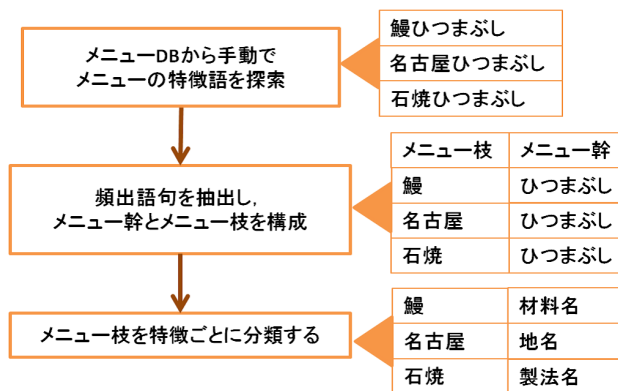 メニューDBから手動で
メニューの特徴語を探索
鰻ひつまぶし
名古屋ひつまぶし
石焼ひつまぶし
頻出語句を抽出し,
メニュー幹とメニュー枝を構成
メニュー枝 メニュー幹
鰻 ひつまぶし
名古屋 ひつまぶし
石焼 ひつまぶし
メニュー枝を特徴ごとに分類する
鰻 材料名
名古屋 地名
石焼 製法名